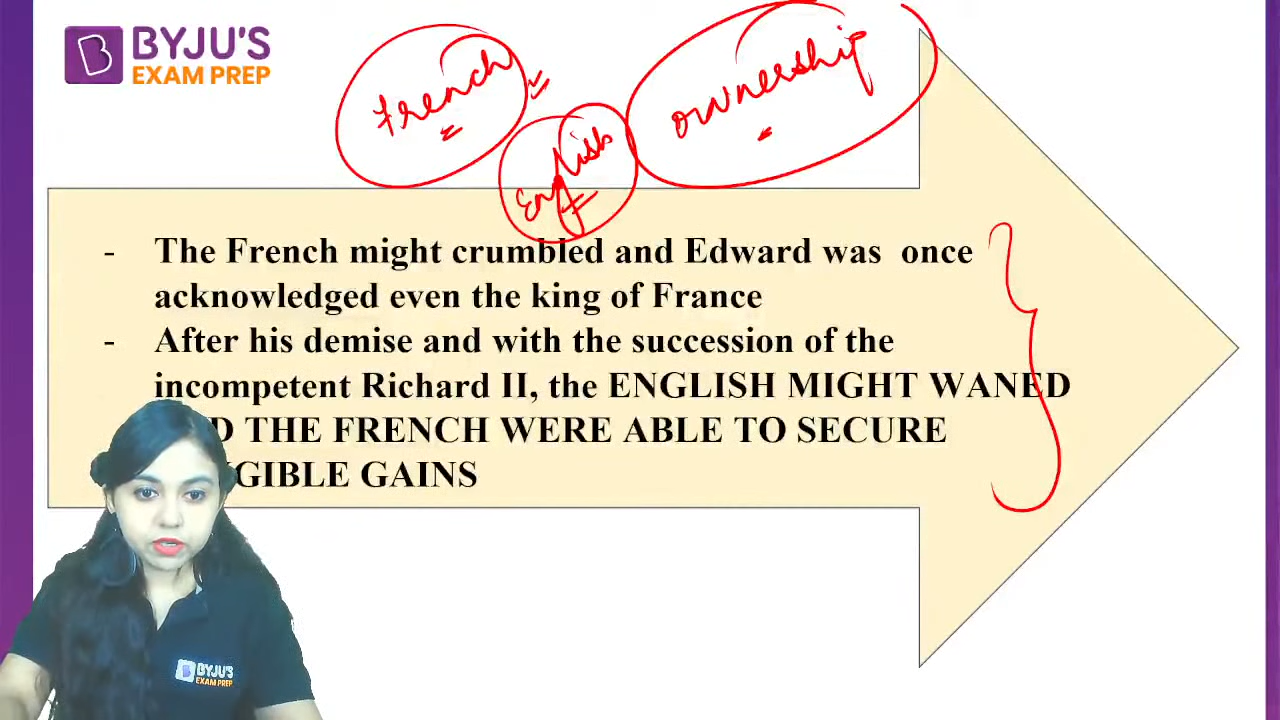 BYJU'S
EXAM PREP
French
English
ownership
- The French might crumbled and Edward was once
acknowledged even the king of France
- After his demise and with the succession of the
incompetent Richard II, the ENGLISH MIGHT WANED
THE FRENCH WERE ABLE TO SECURE
GAINS
BYJU'S
EXAM PREP